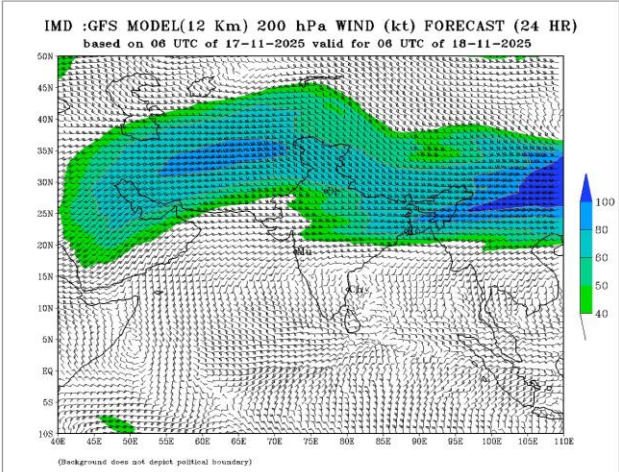 IMD :GFS MODEL(12 Km) 200 hPa WIND (kt) FORECAST (24 HR)
based on 06 UTC of 17-11-2025 valid for 06 UTC of 18-11-2025
50N
45N
40N
35N
30N
25N
20N
15N
10N
5N
EQ
5S
10S
Mu
100
80
60
50
40
40E 45E 50E 55E 60E 65E 70E 75E 80E 85E 90E 95E 100E 105E 110E
(Background does not depict political boundary)